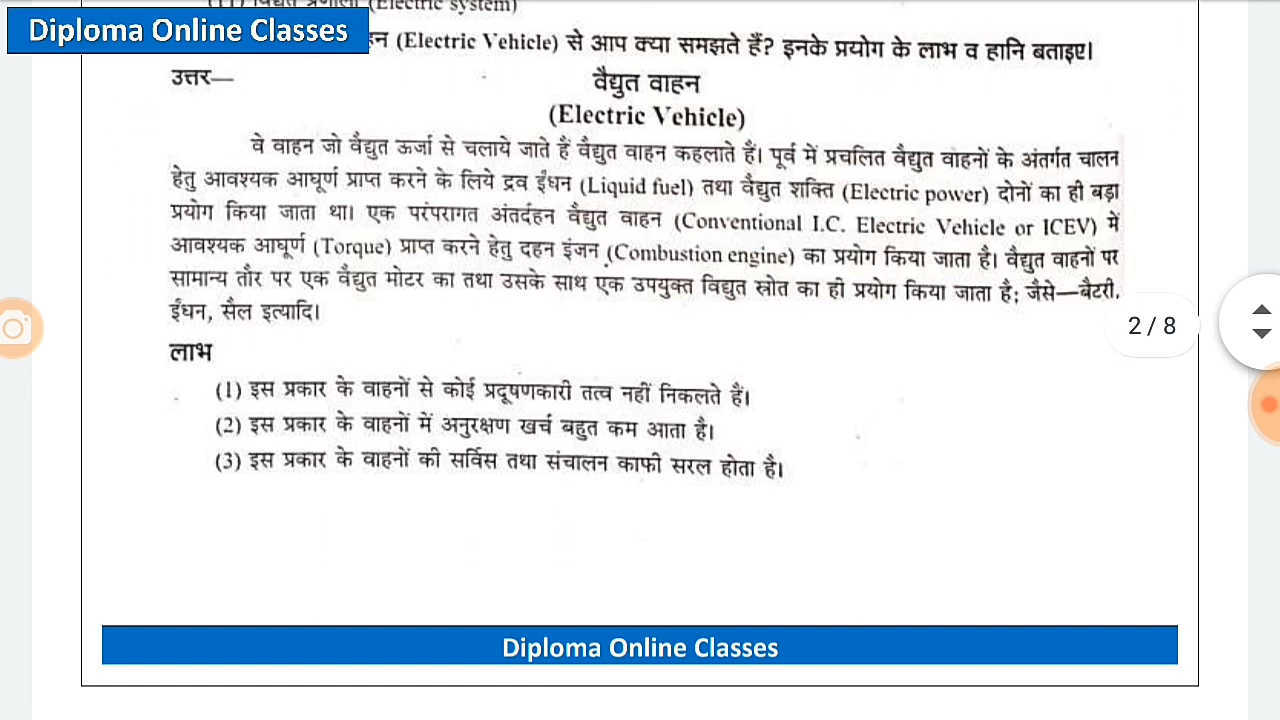 (Electric system)
Diploma Online Classes
(Electric Vehicle) से आप क्या समझते हैं? इनके प्रयोग के लाभ व हानि बताइए।
उत्तर—
वैद्युत वाहन
(Electric Vehicle)
वे वाहन जो वैद्युत ऊर्जा से चलाये जाते हैं वैद्युत वाहन कहलाते हैं। पूर्व में प्रचलित वैद्युत वाहनों के अंतर्गत चालन
हेतु आवश्यक आघूर्ण प्राप्त करने के लिये द्रव ईंधन (Liquid fuel) तथा वैद्युत शक्ति (Electric power) दोनों का ही बड़ा
प्रयोग किया जाता था। एक परंपरागत अंतर्दहन वैद्युत वाहन (Conventional I.C. Electric Vehicle or ICEV) में
आवश्यक आघूर्ण (Torque) प्राप्त करने हेतु दहन इंजन (Combustion engine) का प्रयोग किया जाता है। वैद्युत वाहनों पर
सामान्य तौर पर एक वैद्युत मोटर का तथा उसके साथ एक उपयुक्त विद्युत स्रोत का ही प्रयोग किया जाता है; जैसे—बैटरी,
ईंधन, सैल इत्यादि।
2 / 8
लाभ
(1) इस प्रकार के वाहनों से कोई प्रदूषणकारी तत्व नहीं निकलते हैं।
(2) इस प्रकार के वाहनों में अनुरक्षण खर्च बहुत कम आता है।
(3) इस प्रकार के वाहनों की सर्विस तथा संचालन काफी सरल होता है।
Diploma Online Classes